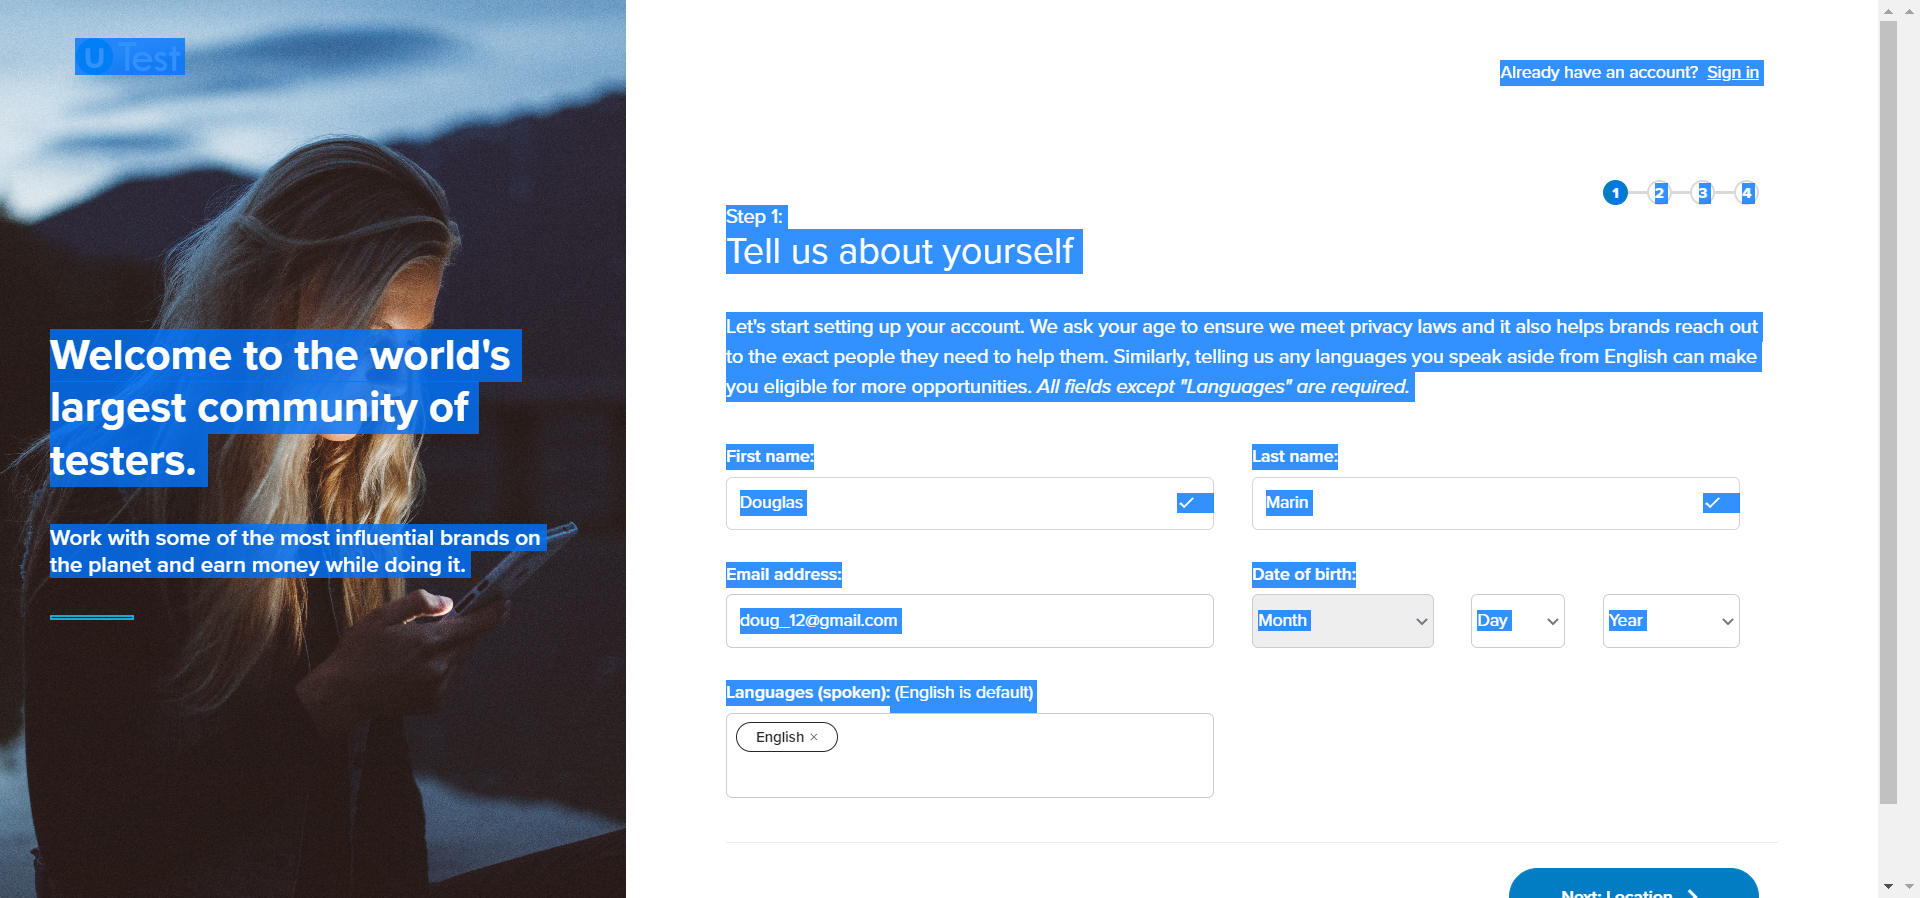 U Test
Already have an account? Sign in
1 2 3 4
Step 1:
Tell us about yourself
Let's start setting up your account. We ask your age to ensure we meet privacy laws and it also helps brands reach out
to the exact people they need to help them. Similarly, telling us any languages you speak aside from English can make
you eligible for more opportunities. All fields except "Languages" are required.
Welcome to the world's
largest community of
testers.
Work with some of the most influential brands on
the planet and earn money while doing it.
First name: Last name:
Douglas Marin
Email address: Date of birth:
doug_12@gmail.com Month Day Year
Languages (spoken): (English is default)
English ×
Next: Location